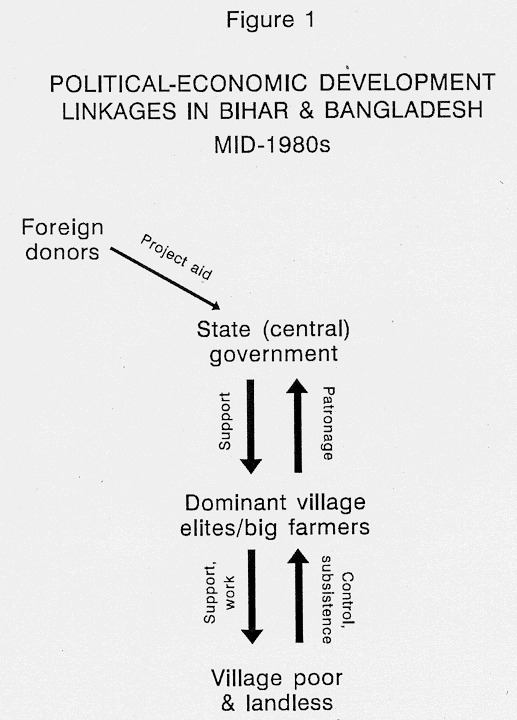 Figure 1
POLITICAL-ECONOMIC DEVELOPMENT
LINKAGES IN BIHAR & BANGLADESH
MID-1980s
Foreign
donors
Project aid
State (central)
government
Support
Patronage
Dominant village
elites/big farmers
Support,
work
Control,
subsistence
Village poor
& landless